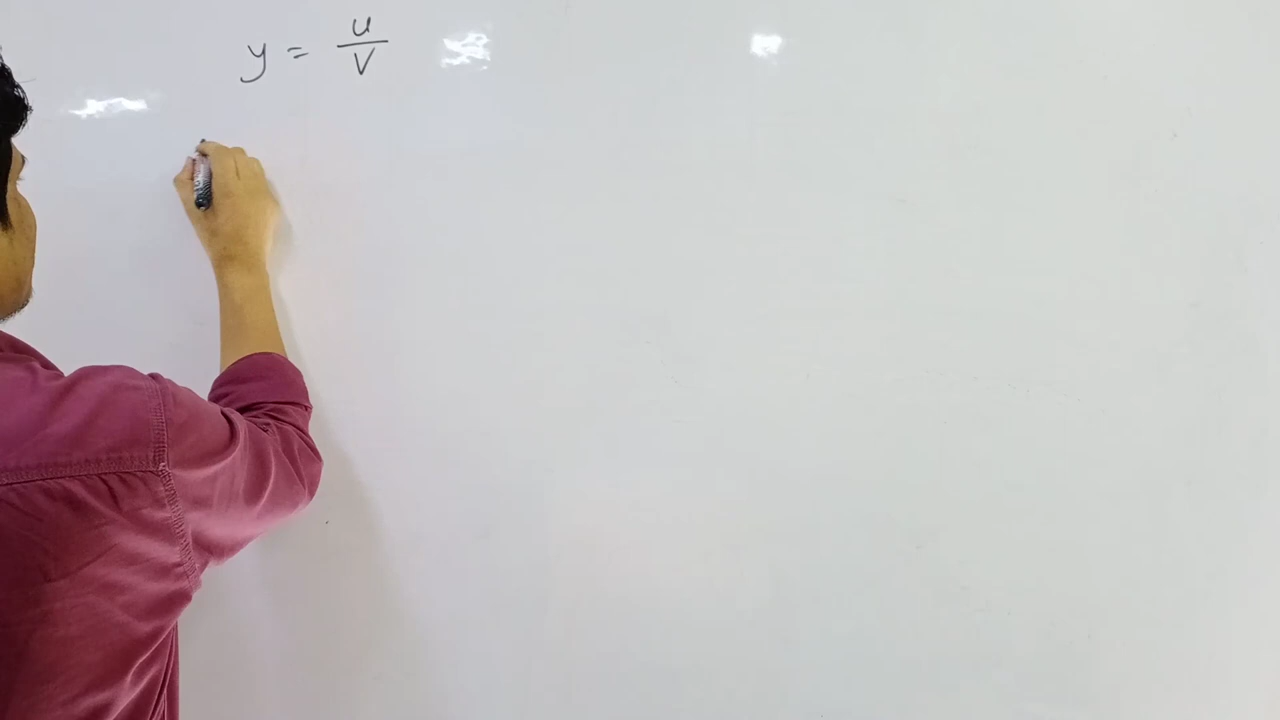 y = u/v